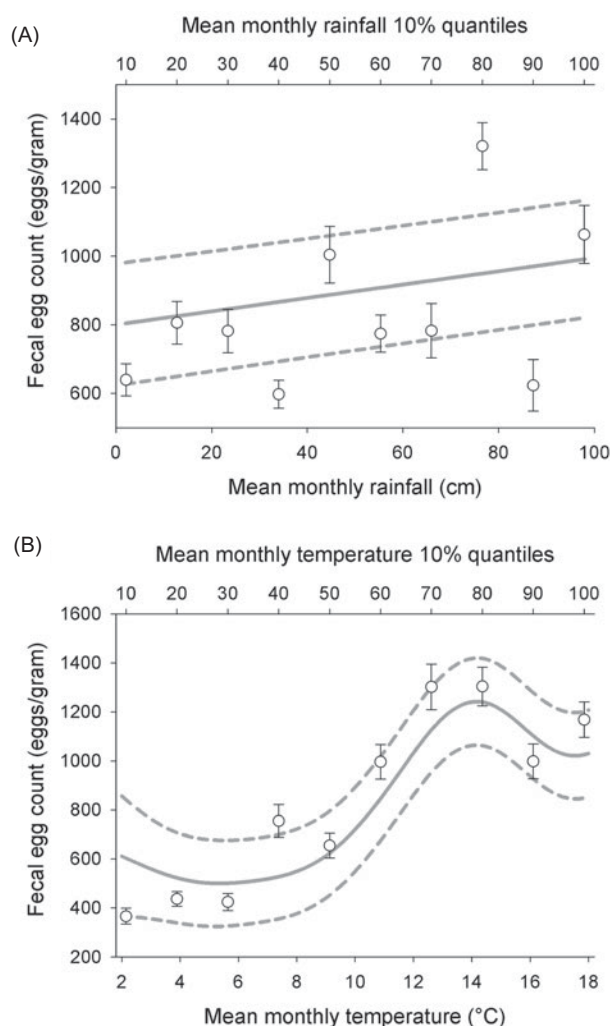 (A)
Mean monthly rainfall 10% quantiles
10 20 30 40 50 60 70 80 90 100
1400
1200
1000
800
600
Fecal egg count (eggs/gram)
0 20 40 60 80 100
Mean monthly rainfall (cm)
(B)
Mean monthly temperature 10% quantiles
10 20 30 40 50 60 70 80 90 100
1600
1400
1200
1000
800
600
400
200
Fecal egg count (eggs/gram)
2 4 6 8 10 12 14 16 18
Mean monthly temperature (°C)